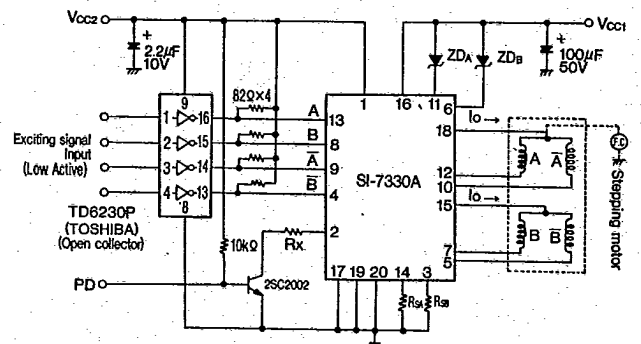 VCC2
VCC1
+
2.2μF
10V
+
100μF
50V
ZDA
ZDB
82Ω×4
9
1
16
2
15
3
14
4
13
8
Exciting signal
Input
(Low Active)
TD6230P
(TOSHIBA)
(Open collector)
PD
10kΩ
2SC2002
Rx
A
B
A̅
B̅
13
8
9
4
2
1
16
11
6
SI-7330A
IO
18
12
10
IO
15
7
5
17
19
20
14
3
RSA
RSB
A
A̅
B
B̅
F.C
Stepping motor